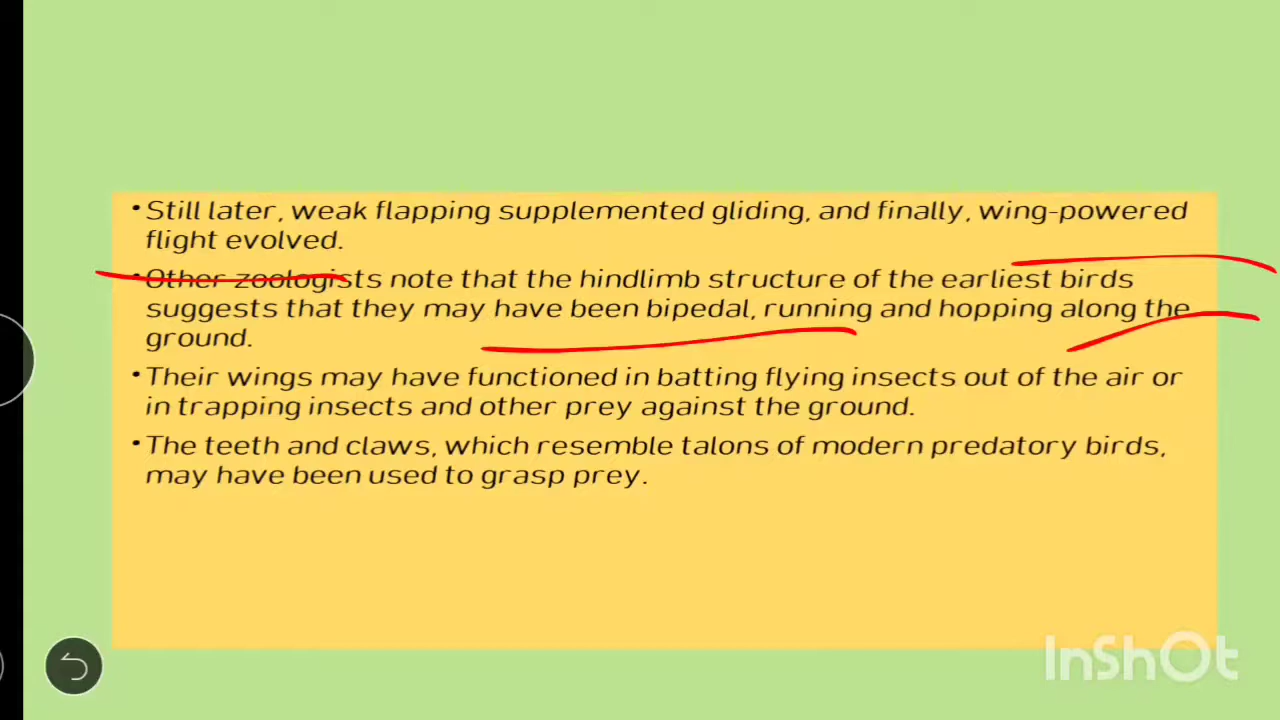 •Still later, weak flapping supplemented gliding, and finally, wing-powered
flight evolved.
•Other zoologists note that the hindlimb structure of the earliest birds
suggests that they may have been bipedal, running and hopping along the
ground.
•Their wings may have functioned in batting flying insects out of the air or
in trapping insects and other prey against the ground.
•The teeth and claws, which resemble talons of modern predatory birds,
may have been used to grasp prey.
InShOt